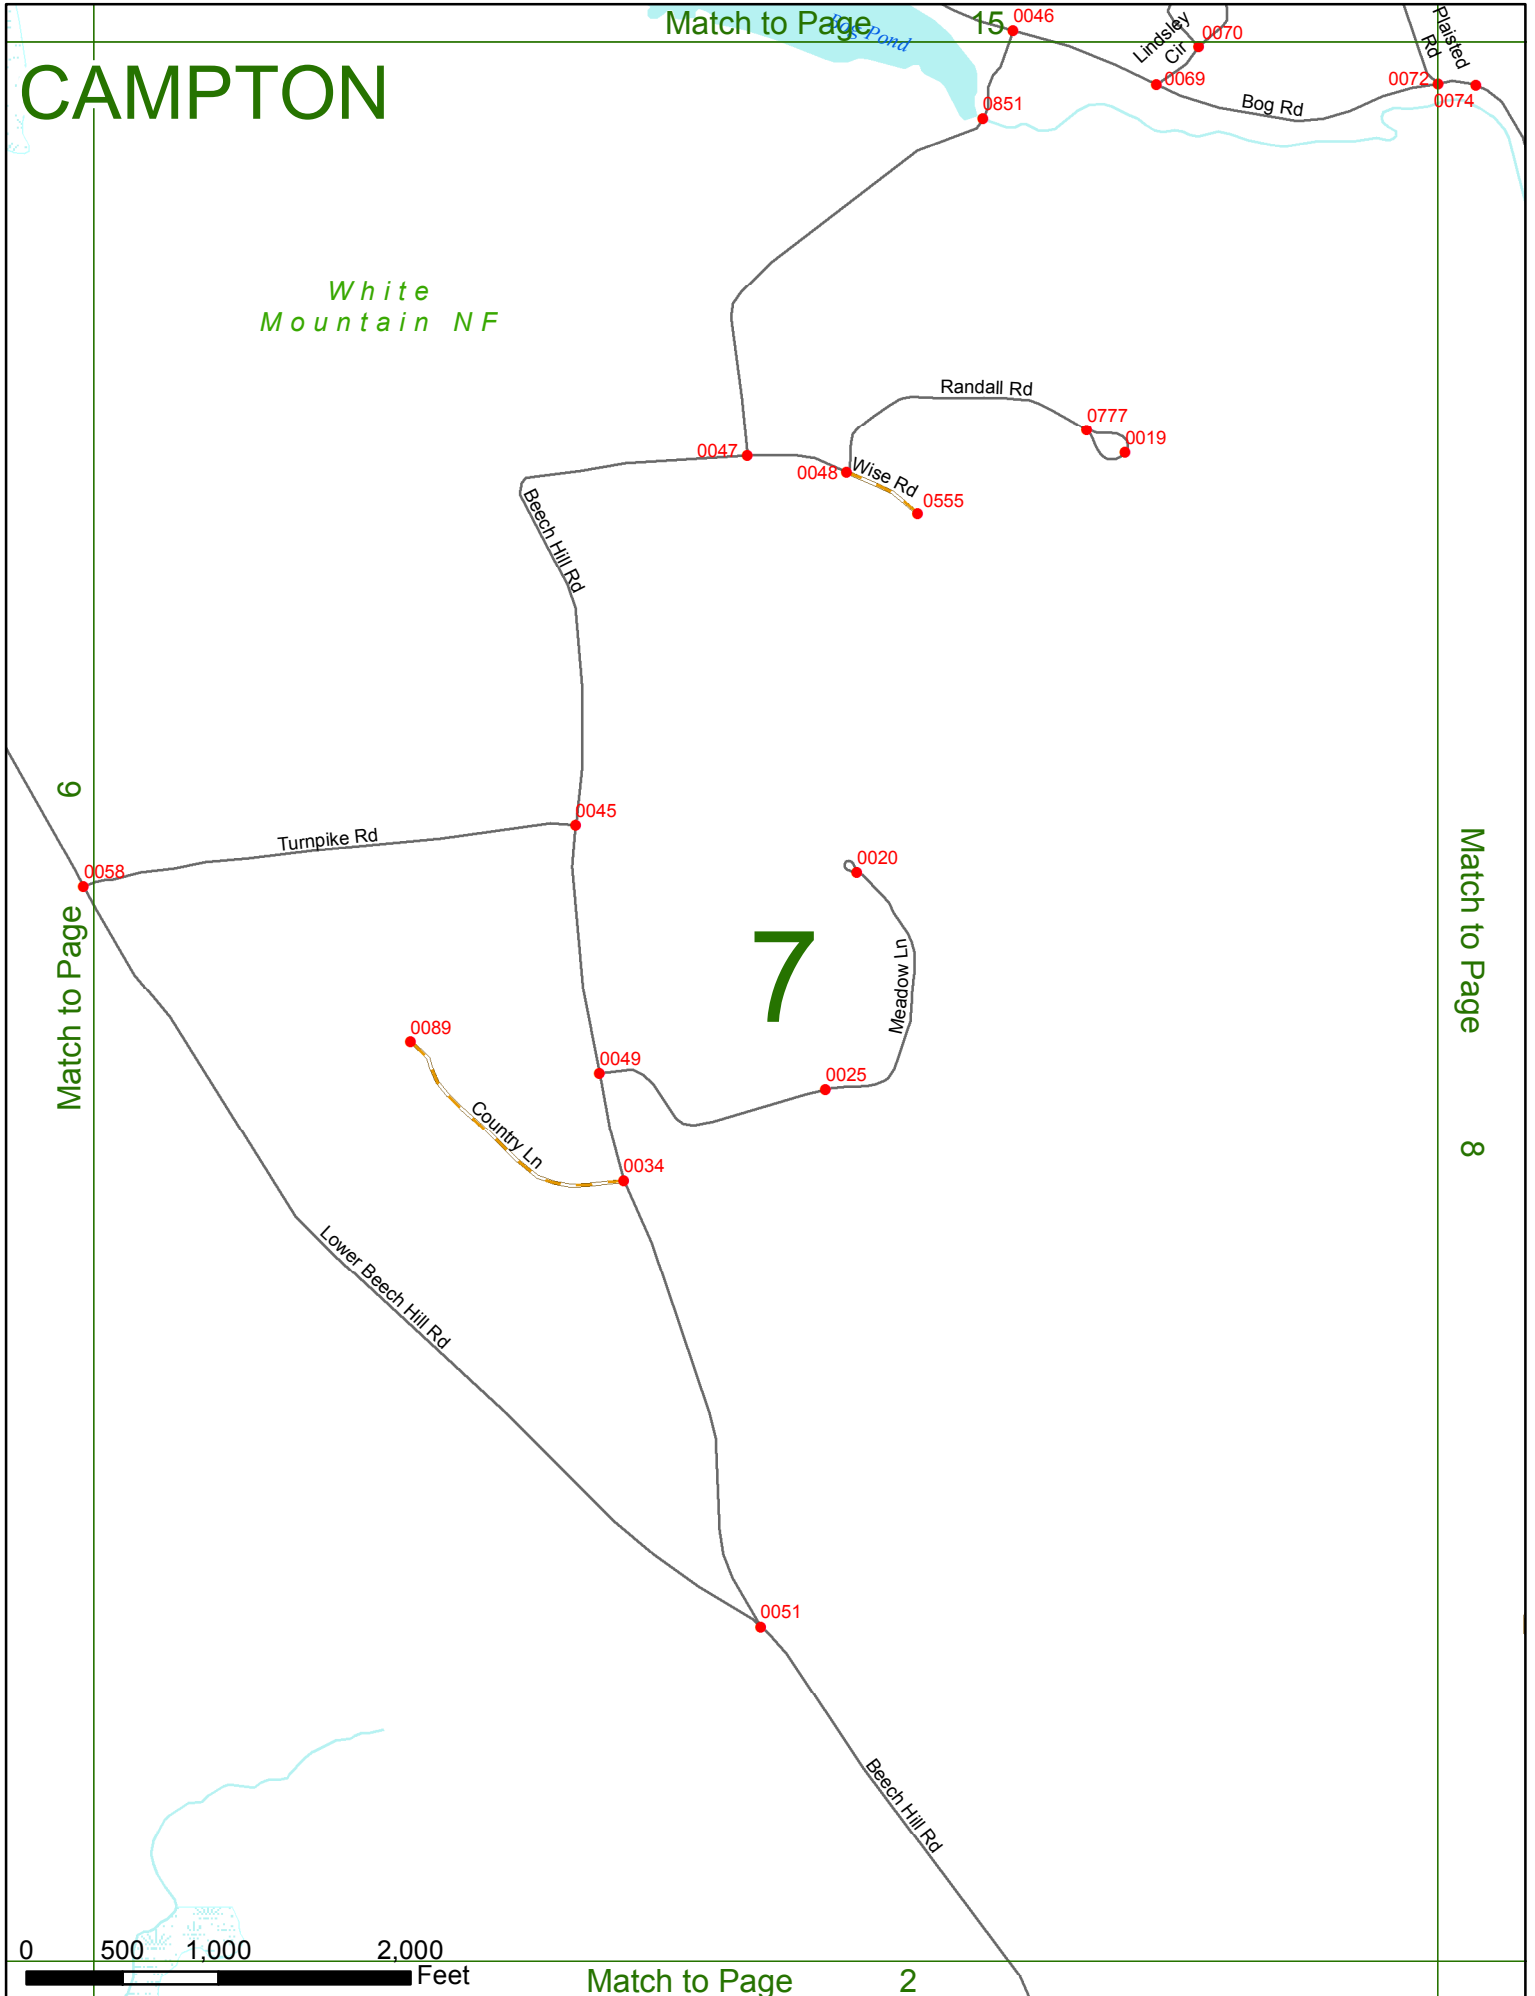 Match to Page 15
Bog Pond
0046
Lindsley
Cir
0070
Plaisted
Rd
CAMPTON
0069
0072
0074
0851
Bog Rd
White
Mountain NF
Randall Rd
0777
0019
0047
0048
Wise Rd
0555
Beech Hill Rd
0045
Turnpike Rd
0058
0020
Match to Page 6
Match to Page 8
7
Meadow Ln
0089
0049
0025
Country Ln
0034
Lower Beech Hill Rd
0051
Beech Hill Rd
0 500 1,000 2,000
Feet
Match to Page 2